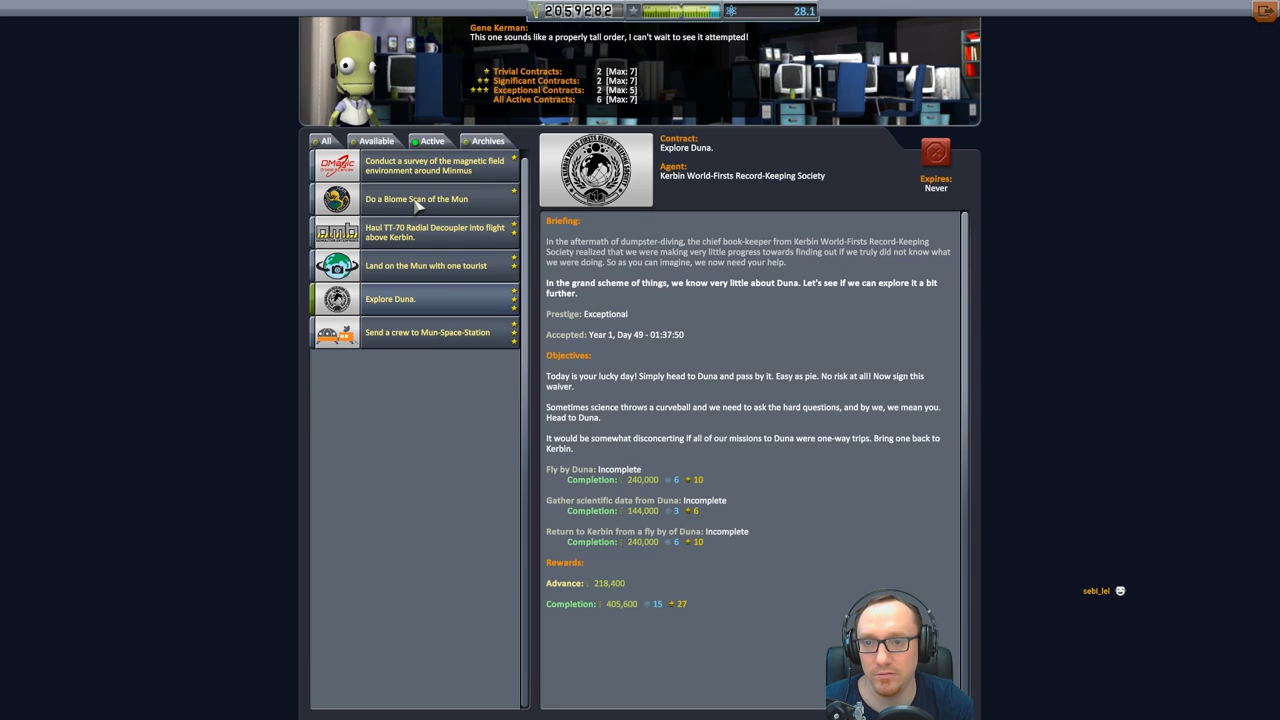 2059282
28.1
Gene Kerman:
This one sounds like a properly tall order, I can't wait to see it attempted!
Trivial Contracts: 2 [Max: 7]
Significant Contracts: 2 [Max: 7]
Exceptional Contracts: 2 [Max: 5]
All Active Contracts: 6 [Max: 7]
All
Available
Active
Archives
Conduct a survey of the magnetic field
environment around Minmus
Do a Biome Scan of the Mun
Haul TT-70 Radial Decoupler into flight
above Kerbin.
Land on the Mun with one tourist
Explore Duna.
Send a crew to Mun-Space-Station
Contract:
Explore Duna.
Agent:
Kerbin World-Firsts Record-Keeping Society
Expires:
Never
Briefing:
In the aftermath of dumpster-diving, the chief book-keeper from Kerbin World-Firsts Record-Keeping
Society realized that we were making very little progress towards finding out if we truly did not know what
we were doing. So as you can imagine, we now need your help.
In the grand scheme of things, we know very little about Duna. Let's see if we can explore it a bit
further.
Prestige: Exceptional
Accepted: Year 1, Day 49 - 01:37:50
Objectives:
Today is your lucky day! Simply head to Duna and pass by it. Easy as pie. No risk at all! Now sign this
waiver.
Sometimes science throws a curveball and we need to ask the hard questions, and by we, we mean you.
Head to Duna.
It would be somewhat disconcerting if all of our missions to Duna were one-way trips. Bring one back to
Kerbin.
Fly by Duna: Incomplete
Completion: 240,000 6 10
Gather scientific data from Duna: Incomplete
Completion: 144,000 3 6
Return to Kerbin from a fly by of Duna: Incomplete
Completion: 240,000 6 10
Rewards:
Advance: 218,400
Completion: 405,600 15 27
sebi_lel